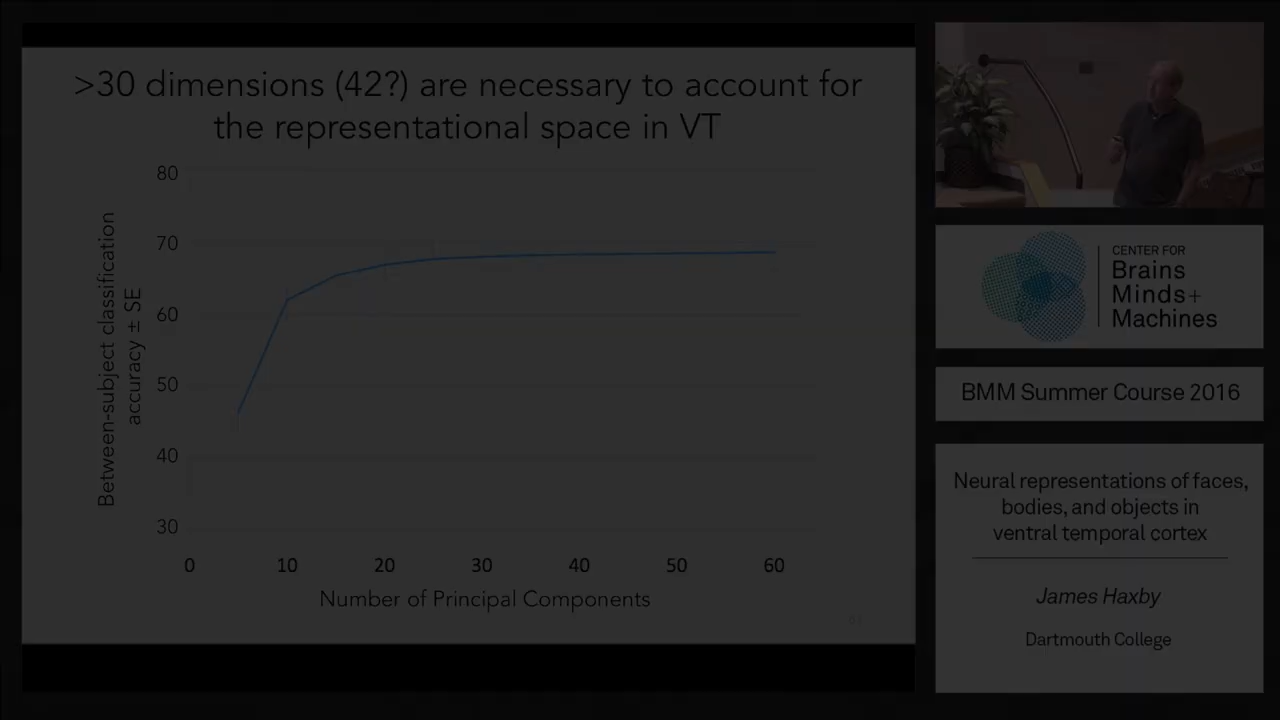 >30 dimensions (42?) are necessary to account for
the representational space in VT
Between-subject classification
accuracy ± SE
80
70
60
50
40
30
0 10 20 30 40 50 60
Number of Principal Components
CENTER FOR
Brains
Minds+
Machines
BMM Summer Course 2016
Neural representations of faces,
bodies, and objects in
ventral temporal cortex
James Haxby
Dartmouth College